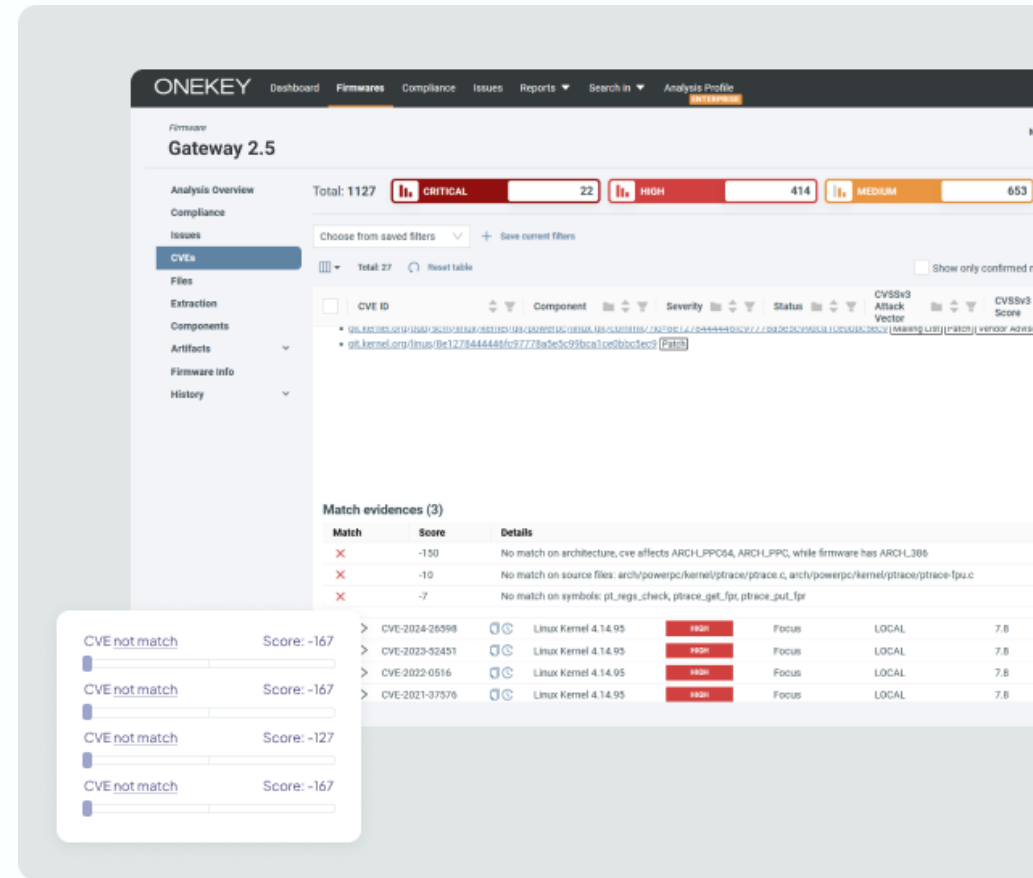 ONEKEY Dashboard Firmwares Compliance Issues Reports Search in Analysis Profile
ENTERPRISE
Firmware
Gateway 2.5
Analysis Overview
Compliance
Issues
CVEs
Files
Extraction
Components
Artifacts
Firmware Info
History
Total: 1127 CRITICAL 22 HIGH 414 MEDIUM 653
Choose from saved filters + Save current filters
Total: 27 Reset table Show only confirmed
CVE ID Component Severity Status CVSSv3 Attack Vector CVSSv3 Score
[Mailing List] [Patch]
Patch
Match evidences (3)
Match Score Details
-150 No match on architecture, cve affects ARCH_PPC64, ARCH_PPC, while firmware has ARCH_386
-10 No match on source files: arch/powerpc/kernel/ptrace/ptrace.c, arch/powerpc/kernel/ptrace/ptrace-fpu.c
-7 No match on symbols: pt_regs_check, ptrace_get_fpr, ptrace_put_fpr
CVE-2024-26598 Linux Kernel 4.14.95 HIGH Focus LOCAL 7.8
CVE-2023-52451 Linux Kernel 4.14.95 HIGH Focus LOCAL 7.8
CVE-2022-0516 Linux Kernel 4.14.95 HIGH Focus LOCAL 7.8
CVE-2021-37576 Linux Kernel 4.14.95 HIGH Focus LOCAL 7.8
CVE not match Score: -167
CVE not match Score: -167
CVE not match Score: -127
CVE not match Score: -167